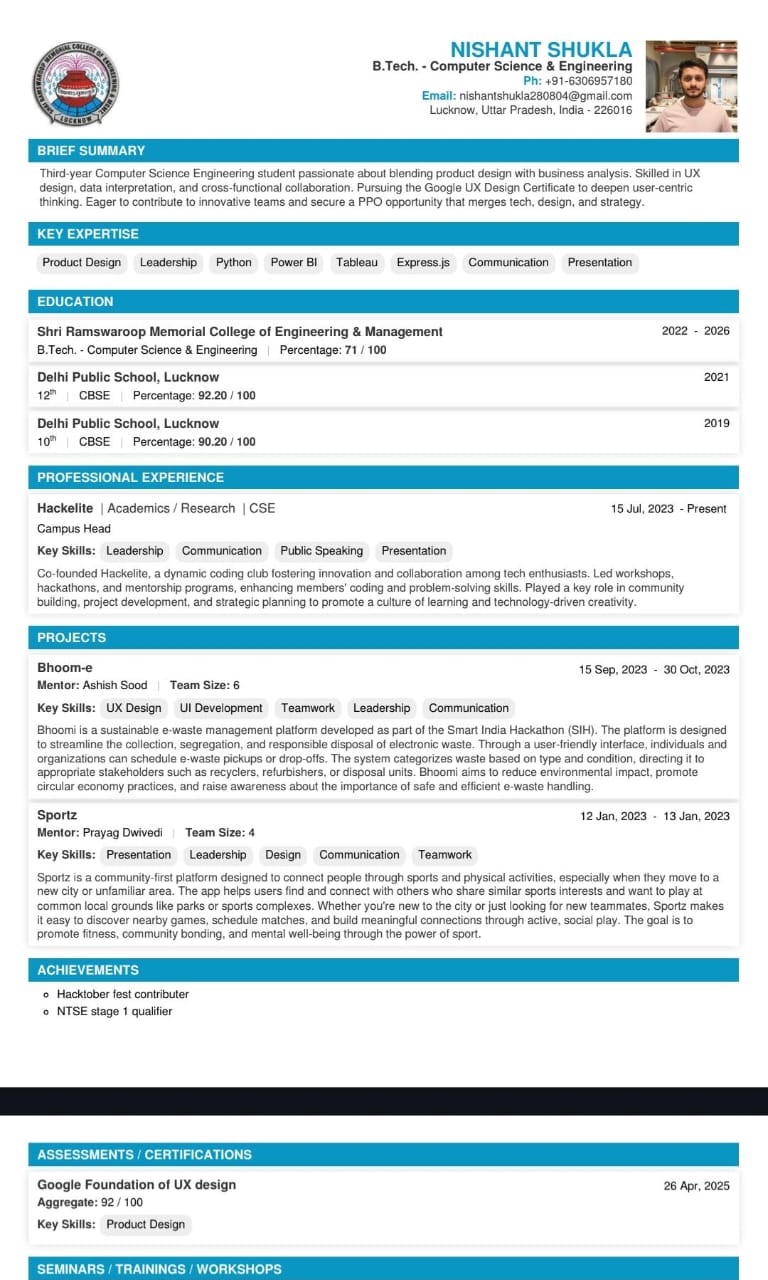 NISHANT SHUKLA
B.Tech. - Computer Science & Engineering
Ph: +91-6306957180
Email: nishantshukla280804@gmail.com
Lucknow, Uttar Pradesh, India - 226016
LUCKNOW
BRIEF SUMMARY
Third-year Computer Science Engineering student passionate about blending product design with business analysis. Skilled in UX
design, data interpretation, and cross-functional collaboration. Pursuing the Google UX Design Certificate to deepen user-centric
thinking. Eager to contribute to innovative teams and secure a PPO opportunity that merges tech, design, and strategy.
KEY EXPERTISE
Product Design Leadership Python Power BI Tableau Express.js Communication Presentation
EDUCATION
Shri Ramswaroop Memorial College of Engineering & Management 2022 - 2026
B.Tech. - Computer Science & Engineering | Percentage: 71 / 100
Delhi Public School, Lucknow 2021
12th | CBSE | Percentage: 92.20 / 100
Delhi Public School, Lucknow 2019
10th | CBSE | Percentage: 90.20 / 100
PROFESSIONAL EXPERIENCE
Hackelite | Academics / Research | CSE 15 Jul, 2023 - Present
Campus Head
Key Skills: Leadership Communication Public Speaking Presentation
Co-founded Hackelite, a dynamic coding club fostering innovation and collaboration among tech enthusiasts. Led workshops,
hackathons, and mentorship programs, enhancing members' coding and problem-solving skills. Played a key role in community
building, project development, and strategic planning to promote a culture of learning and technology-driven creativity.
PROJECTS
Bhoom-e 15 Sep, 2023 - 30 Oct, 2023
Mentor: Ashish Sood | Team Size: 6
Key Skills: UX Design UI Development Teamwork Leadership Communication
Bhoomi is a sustainable e-waste management platform developed as part of the Smart India Hackathon (SIH). The platform is designed
to streamline the collection, segregation, and responsible disposal of electronic waste. Through a user-friendly interface, individuals and
organizations can schedule e-waste pickups or drop-offs. The system categorizes waste based on type and condition, directing it to
appropriate stakeholders such as recyclers, refurbishers, or disposal units. Bhoomi aims to reduce environmental impact, promote
circular economy practices, and raise awareness about the importance of safe and efficient e-waste handling.
Sportz 12 Jan, 2023 - 13 Jan, 2023
Mentor: Prayag Dwivedi | Team Size: 4
Key Skills: Presentation Leadership Design Communication Teamwork
Sportz is a community-first platform designed to connect people through sports and physical activities, especially when they move to a
new city or unfamiliar area. The app helps users find and connect with others who share similar sports interests and want to play at
common local grounds like parks or sports complexes. Whether you're new to the city or just looking for new teammates, Sportz makes
it easy to discover nearby games, schedule matches, and build meaningful connections through active, social play. The goal is to
promote fitness, community bonding, and mental well-being through the power of sport.
ACHIEVEMENTS
Hacktober fest contributer
NTSE stage 1 qualifier
ASSESSMENTS / CERTIFICATIONS
Google Foundation of UX design 26 Apr, 2025
Aggregate: 92 / 100
Key Skills: Product Design
SEMINARS / TRAININGS / WORKSHOPS